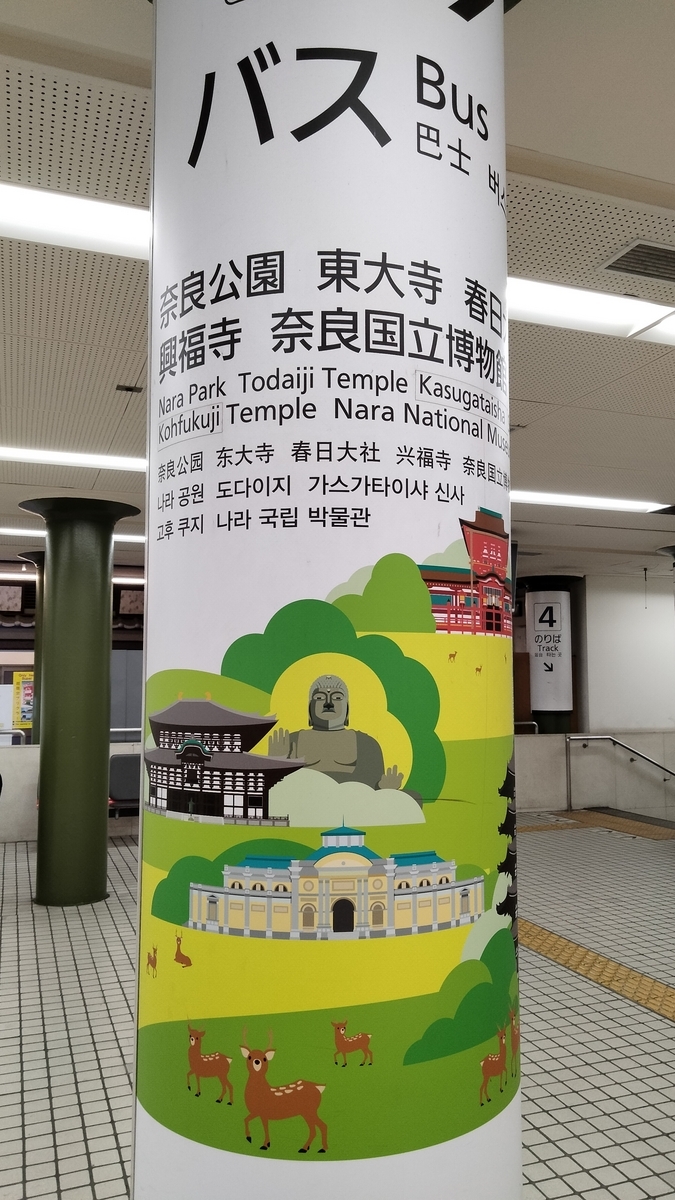 バス
Bus
巴士
奈良公園 東大寺 春日
興福寺 奈良国立博物館
Nara Park Todaiji Temple Kasugataisha
Kohfukuji Temple Nara National
奈良公园 东大寺 春日大社 兴福寺 奈良国立
나라 공원 도다이지 가스가타이샤 신사
고후쿠지 나라 국립 박물관
4
のりば
Track